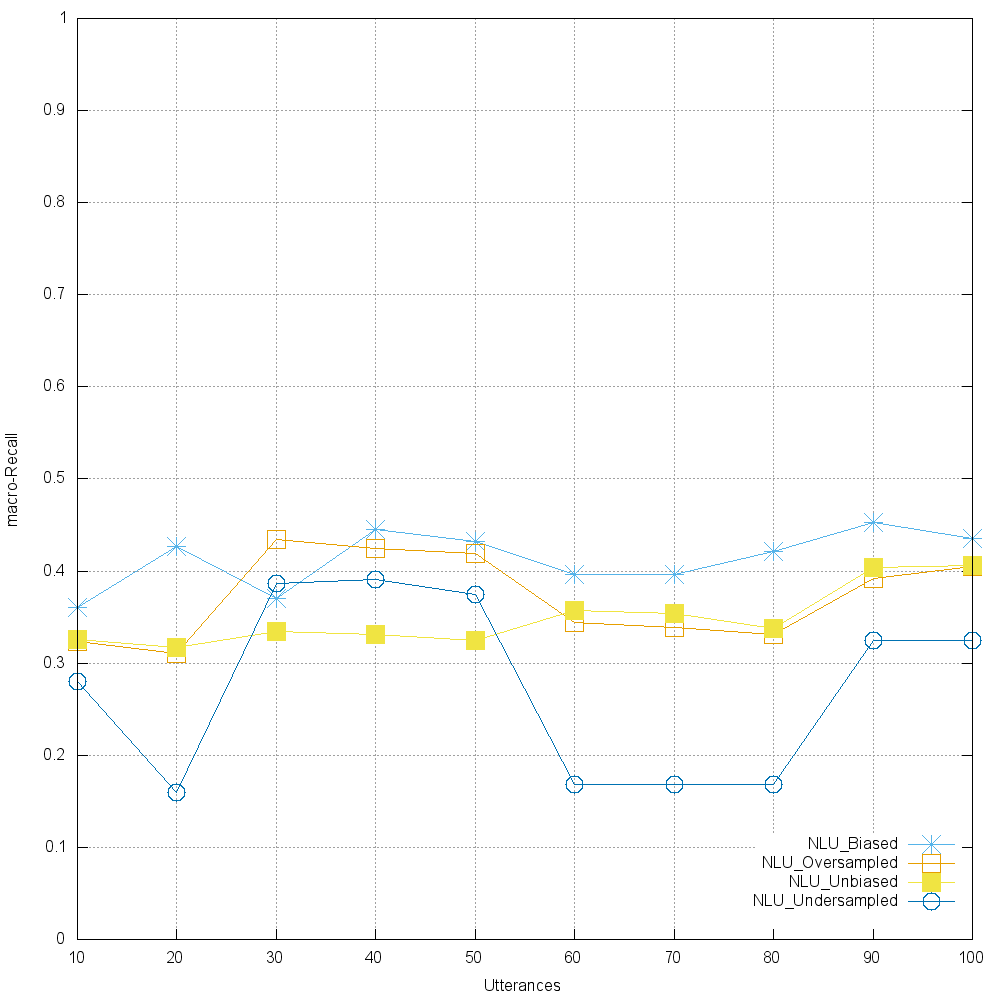 1
0.9
0.8
0.7
0.6
0.5
0.4
0.3
0.2
0.1
0
macro-Recall
NLU_Biased
NLU_Oversampled
NLU_Unbiased
NLU_Undersampled
10 20 30 40 50 60 70 80 90 100
Utterances